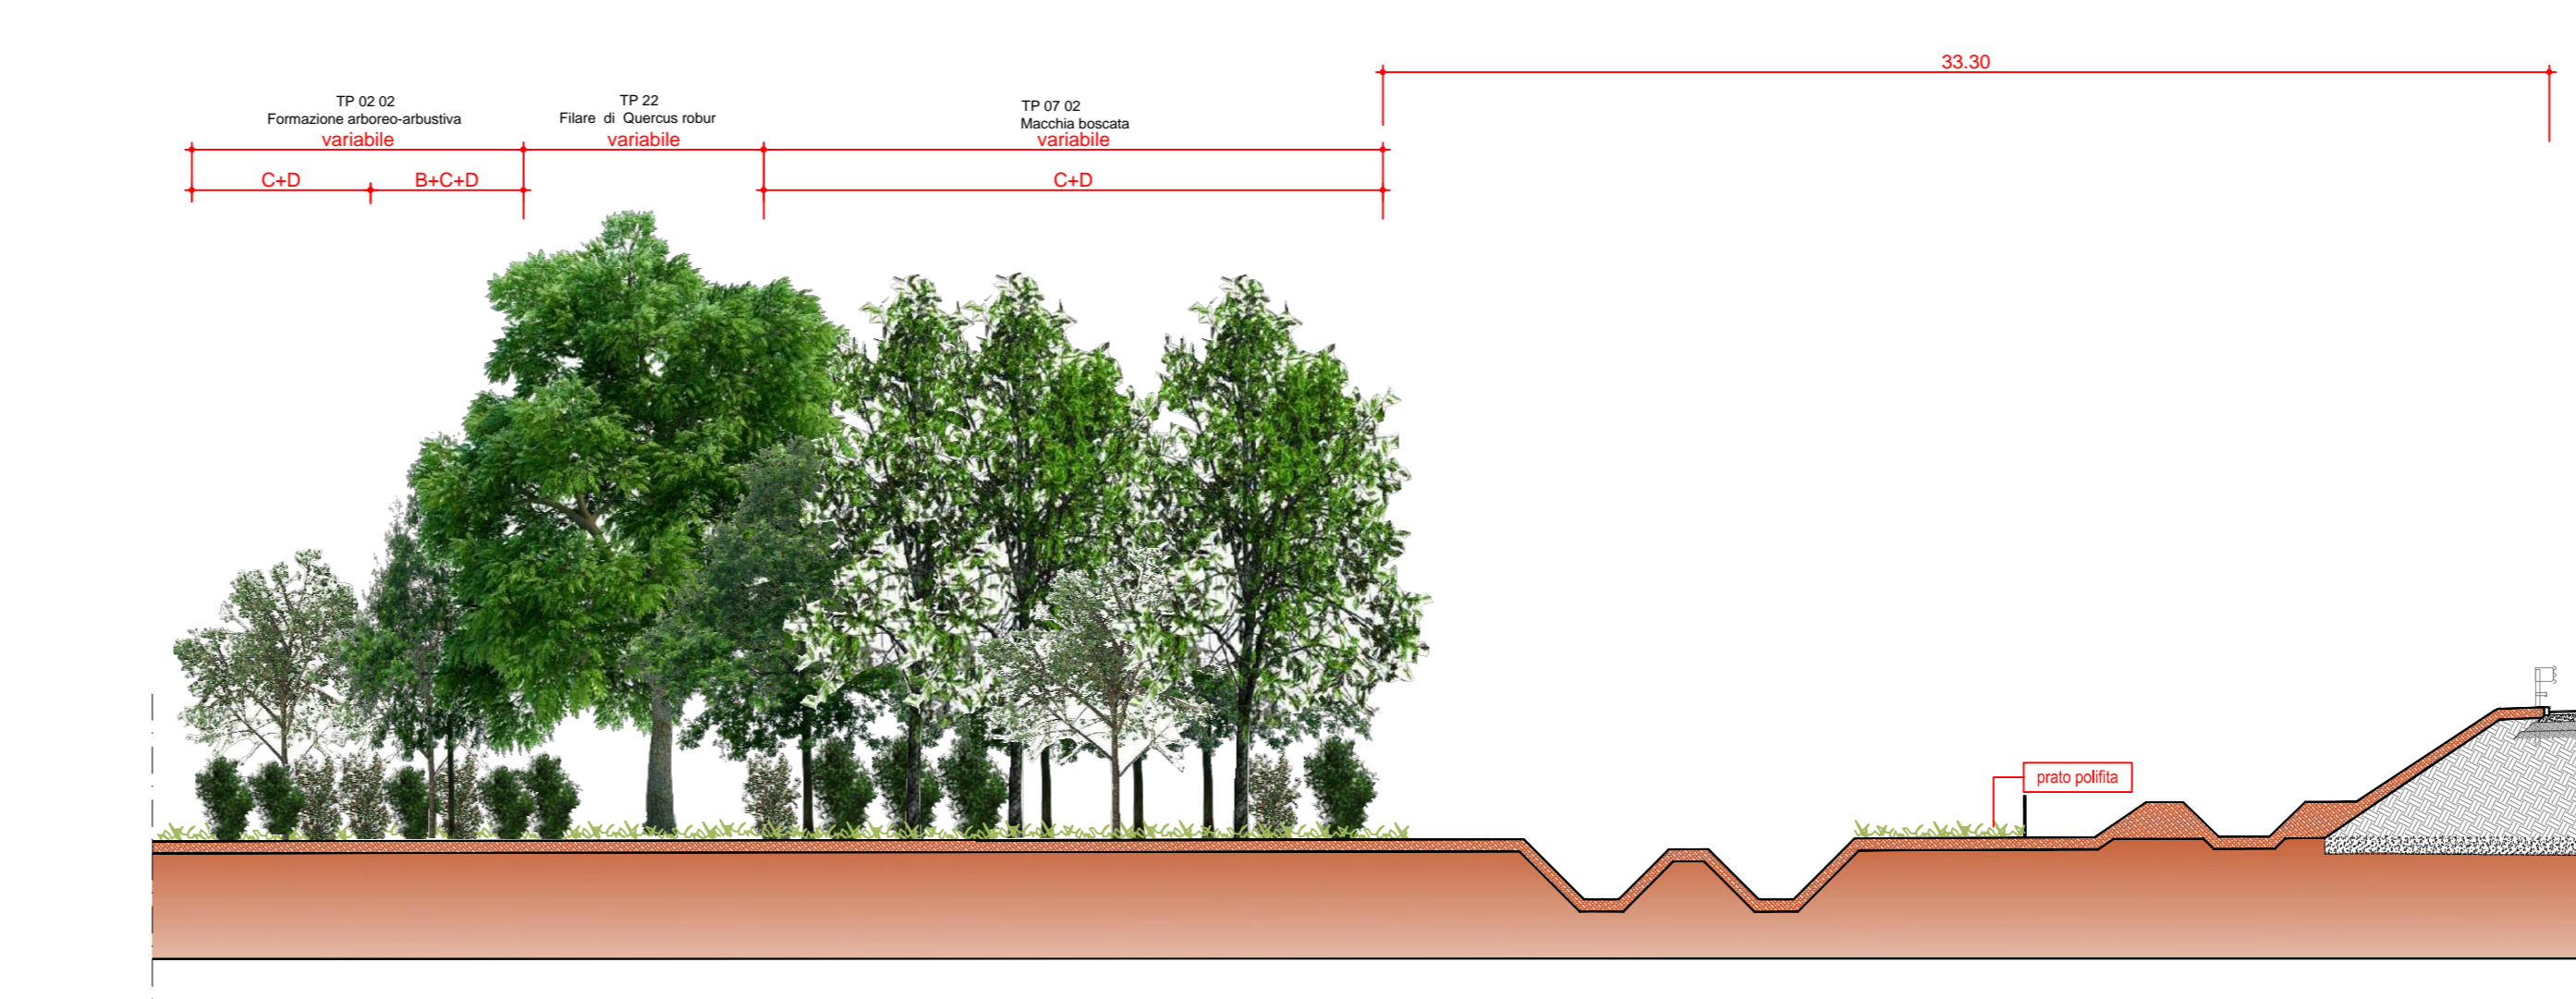 33.30
TP 02 02
Formazione arboreo-arbustiva
variabile
TP 22
Filare di Quercus robur
variabile
TP 07 02
Macchia boscata
variabile
C+D
B+C+D
C+D
prato polifita